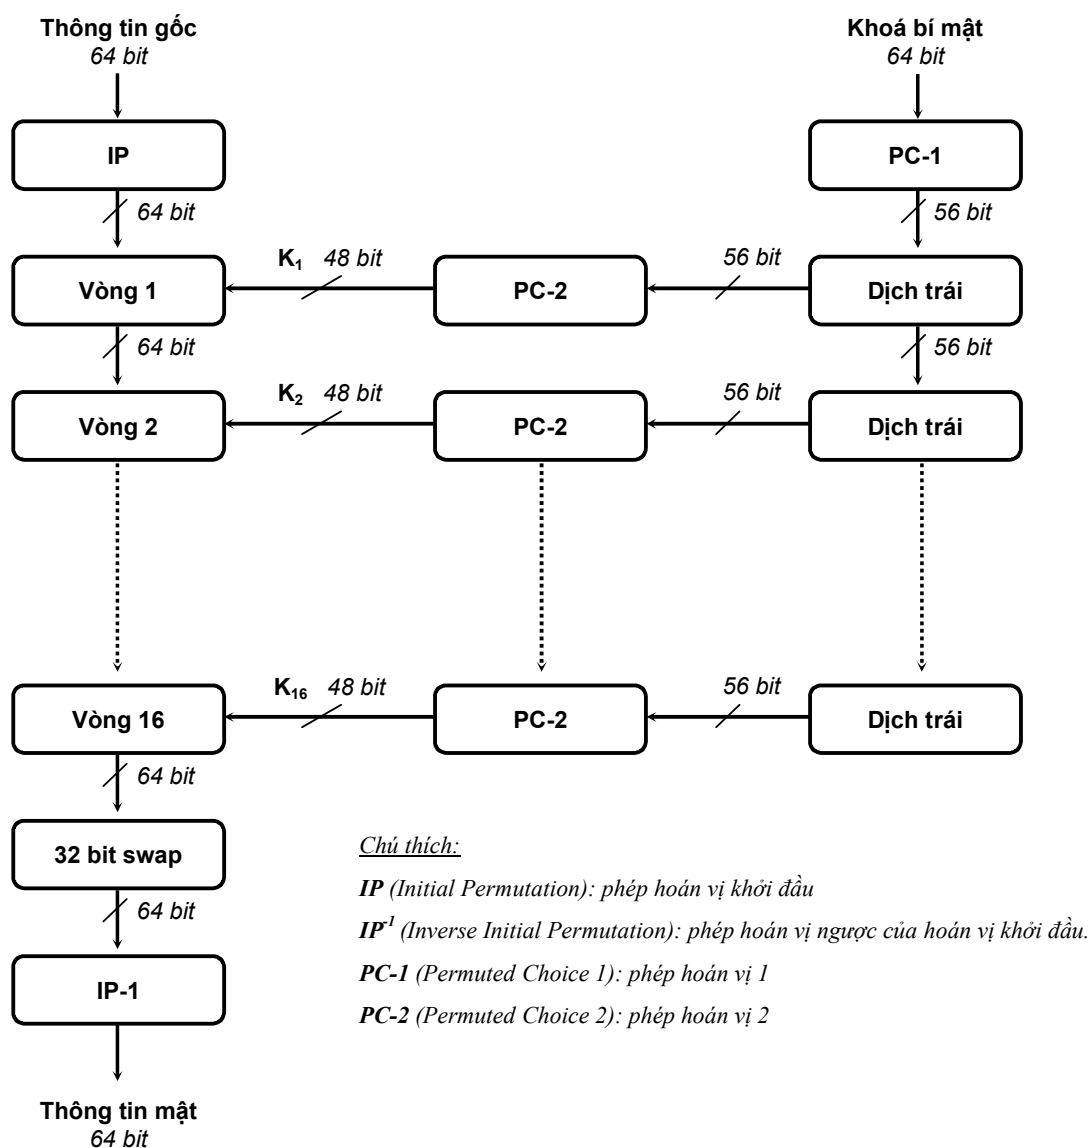 Thông tin gốc
64 bit
Khoá bí mật
64 bit
IP
PC-1
64 bit
56 bit
Vòng 1
K₁ 48 bit
PC-2
56 bit
Dịch trái
64 bit
56 bit
Vòng 2
K₂ 48 bit
PC-2
56 bit
Dịch trái
Vòng 16
K₁₆ 48 bit
PC-2
56 bit
Dịch trái
64 bit
32 bit swap
64 bit
IP-1
Thông tin mật
64 bit
Chú thích:
IP (Initial Permutation): phép hoán vị khởi đầu
IP⁻¹ (Inverse Initial Permutation): phép hoán vị ngược của hoán vị khởi đầu.
PC-1 (Permuted Choice 1): phép hoán vị 1
PC-2 (Permuted Choice 2): phép hoán vị 2